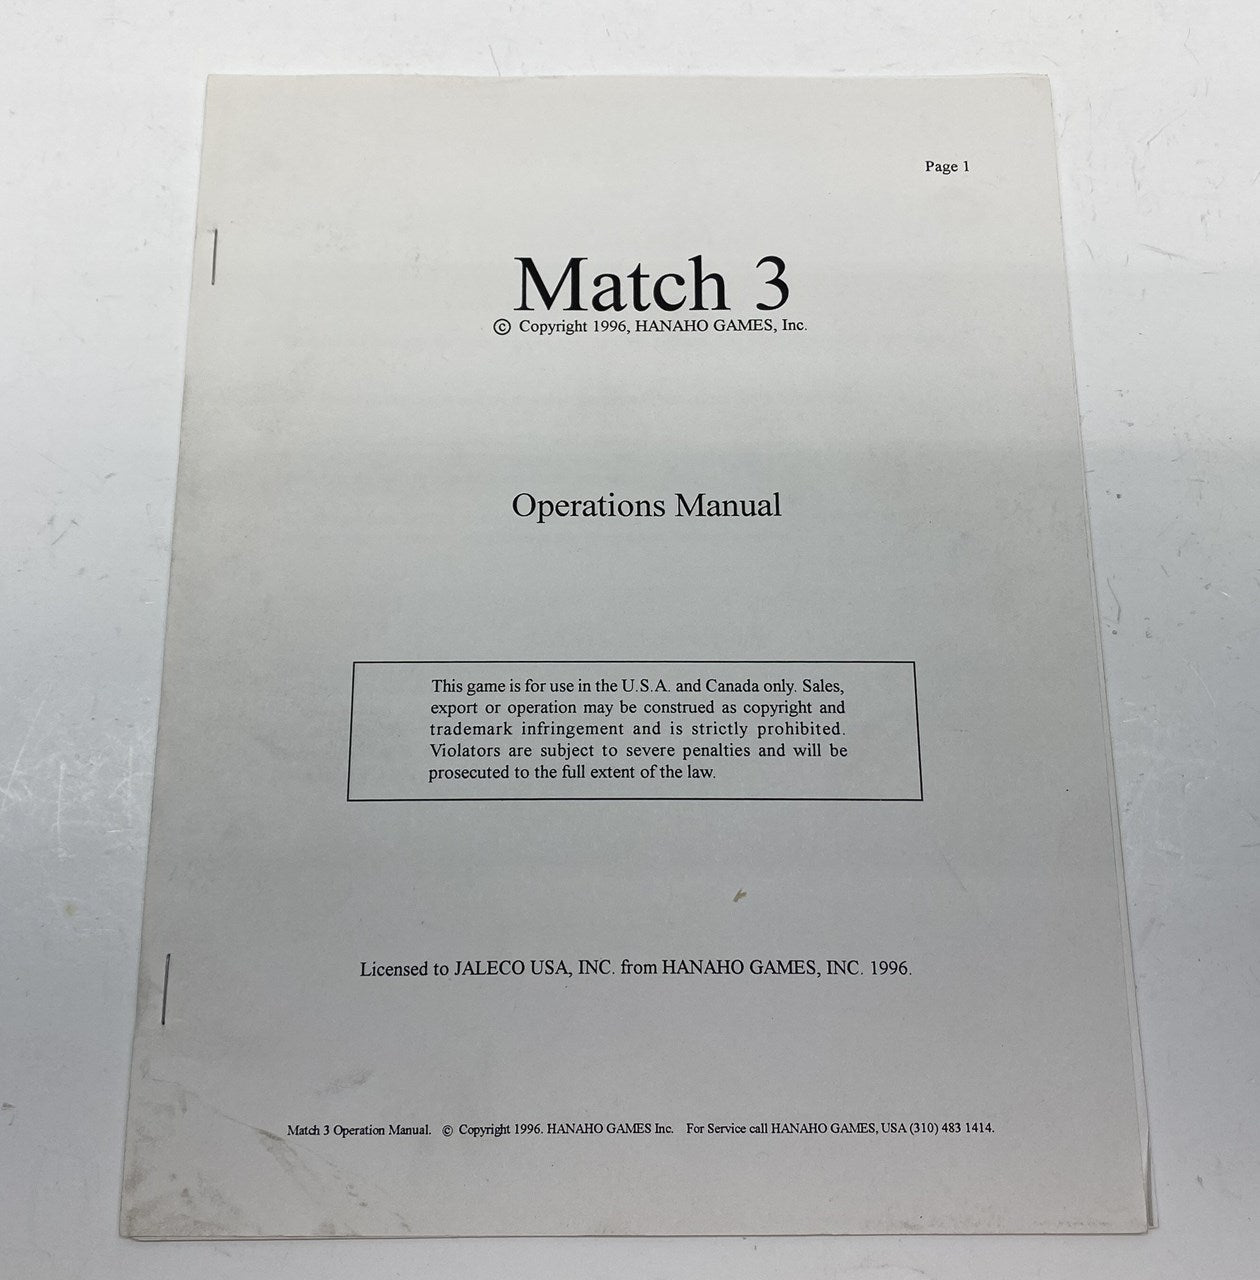 Page 1
Match 3
© Copyright 1996, HANAHO GAMES, Inc.
Operations Manual
This game is for use in the U.S.A. and Canada only. Sales,
export or operation may be construed as copyright and
trademark infringement and is strictly prohibited.
Violators are subject to severe penalties and will be
prosecuted to the full extent of the law.
Licensed to JALECO USA, INC. from HANAHO GAMES, INC. 1996.
Match 3 Operation Manual. © Copyright 1996. HANAHO GAMES Inc. For Service call HANAHO GAMES, USA (310) 483 1414.